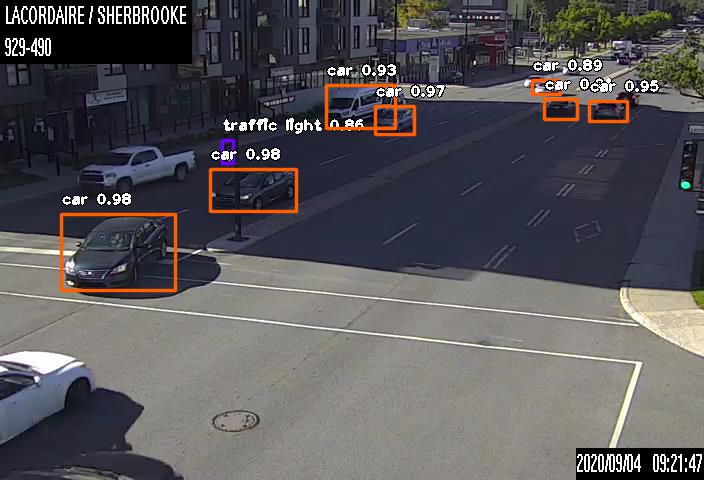 LACORDAIRE / SHERBROOKE
929-490
car 0.89
car 0.93
car 0.95
car 0.97
traffic light 0.86
car 0.98
car 0.98
2020/09/04 09:21:47